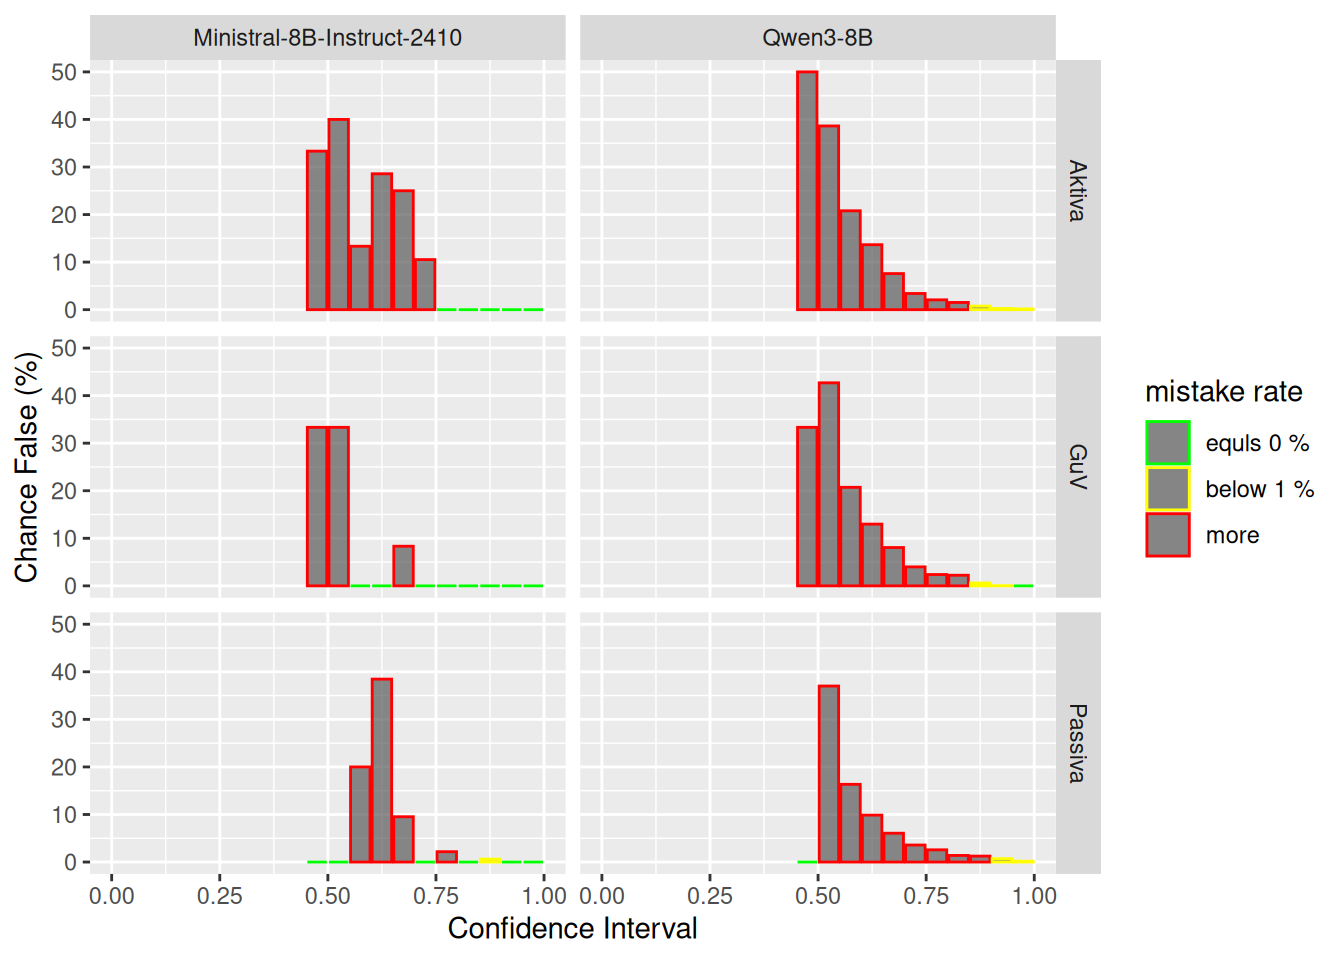 Ministral-8B-Instruct-2410
Qwen3-8B
50
40
30
20
10
0
Aktiva
50
40
30
20
10
0
GuV
50
40
30
20
10
0
Passiva
Chance False (%)
0.00 0.25 0.50 0.75 1.00
0.00 0.25 0.50 0.75 1.00
Confidence Interval
mistake rate
equls 0 %
below 1 %
more